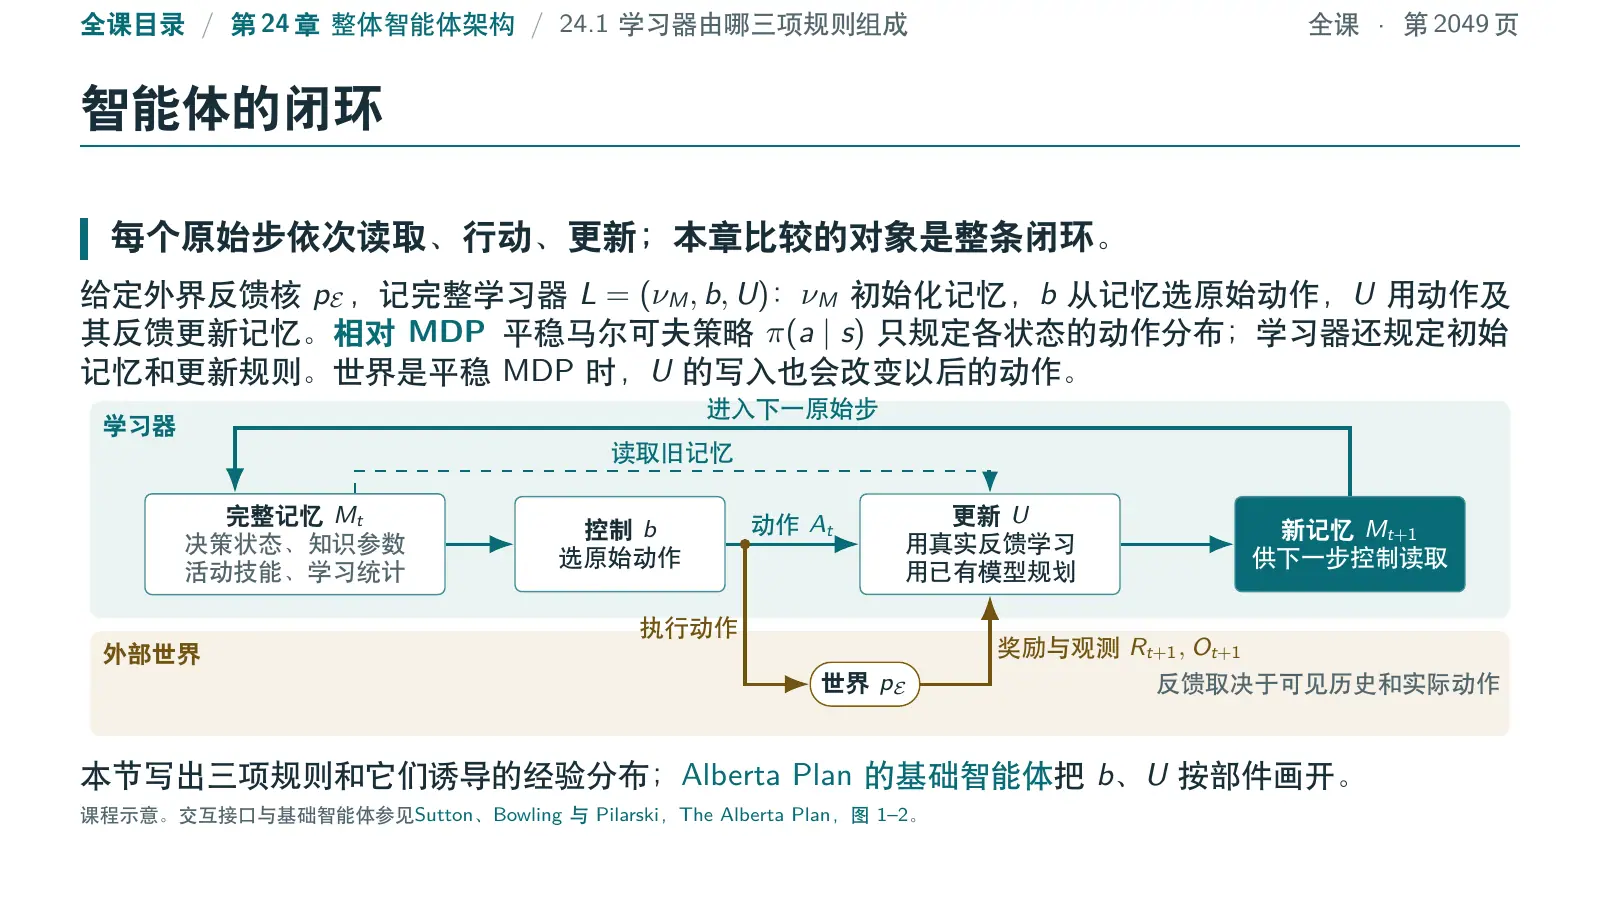 全课目录 / 第 24 章 整体智能体架构 / 24.1 学习器由哪三项规则组成
全课 · 第 2049 页
智能体的闭环
每个原始步依次读取、行动、更新；本章比较的对象是整条闭环。
给定外界反馈核 p_ℰ，记完整学习器 L = (ν_M, b, U)：ν_M 初始化记忆，b 从记忆选原始动作，U 用动作及
其反馈更新记忆。相对 MDP 平稳马尔可夫策略 π(a | s) 只规定各状态的动作分布；学习器还规定初始
记忆和更新规则。世界是平稳 MDP 时，U 的写入也会改变以后的动作。
进入下一原始步
学习器
读取旧记忆
完整记忆 M_t
决策状态、知识参数
活动技能、学习统计
控制 b
选原始动作
动作 A_t
更新 U
用真实反馈学习
用已有模型规划
新记忆 M_{t+1}
供下一步控制读取
执行动作
外部世界
世界 p_ℰ
奖励与观测 R_{t+1}, O_{t+1}
反馈取决于可见历史和实际动作
本节写出三项规则和它们诱导的经验分布；Alberta Plan 的基础智能体把 b、U 按部件画开。
课程示意。交互接口与基础智能体参见Sutton、Bowling 与 Pilarski，The Alberta Plan，图 1–2。